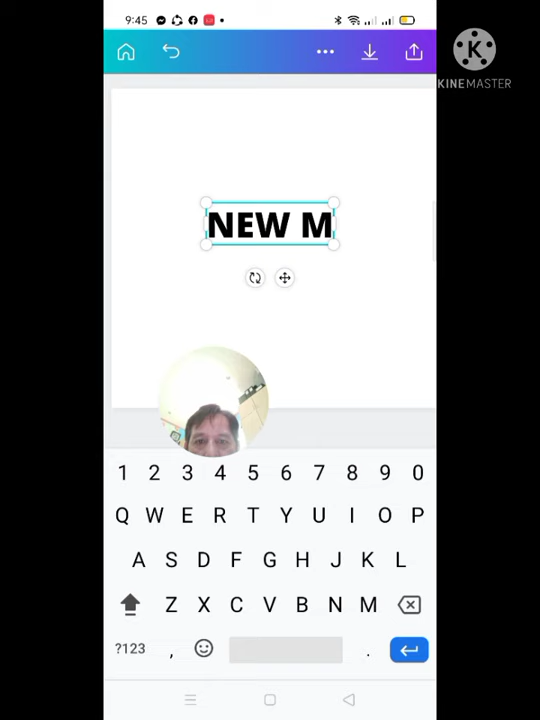 9:45
K
KINEMASTER
NEW M
1 2 3 4 5 6 7 8 9 0
Q W E R T Y U I O P
A S D F G H J K L
Z X C V B N M
?123 , .